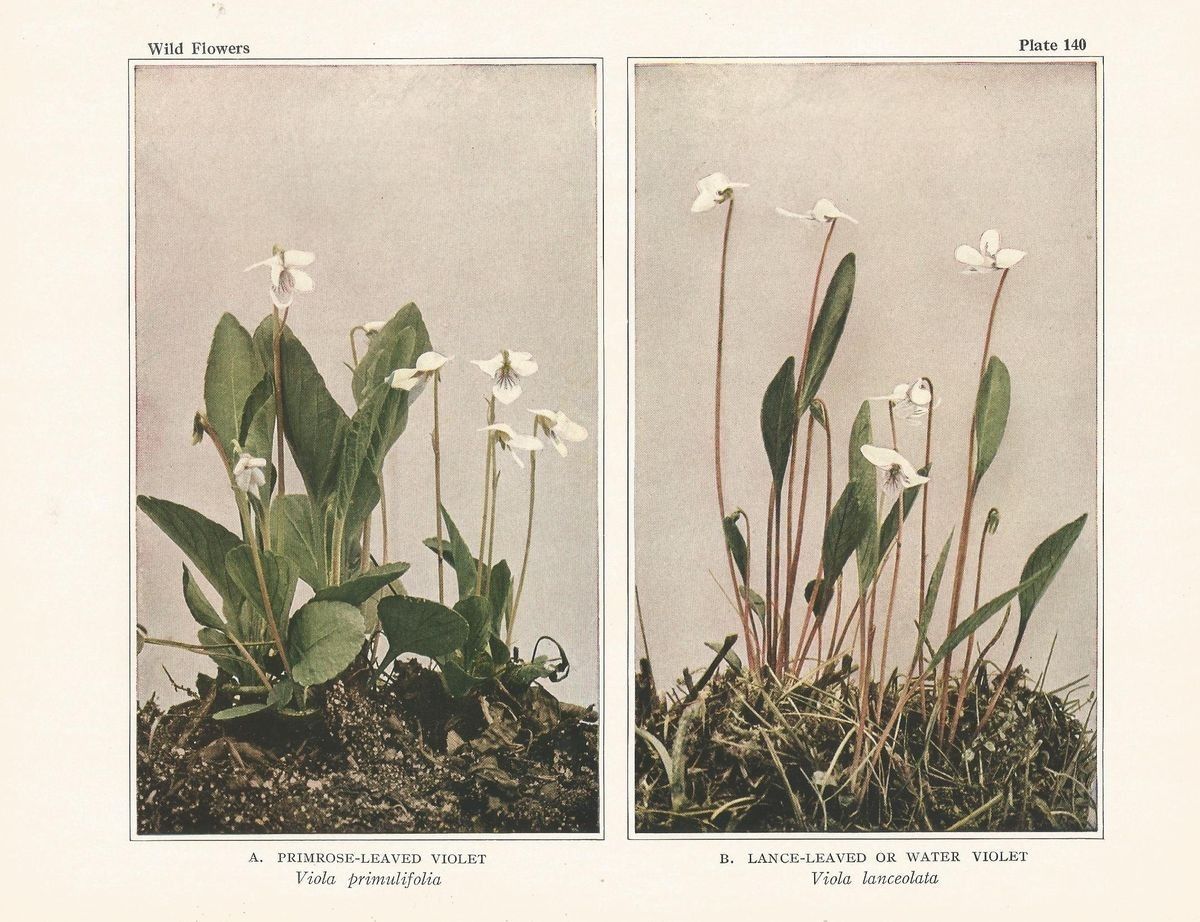 Wild Flowers
Plate 140
A. PRIMROSE-LEAVED VIOLET
Viola primulifolia
B. LANCE-LEAVED OR WATER VIOLET
Viola lanceolata